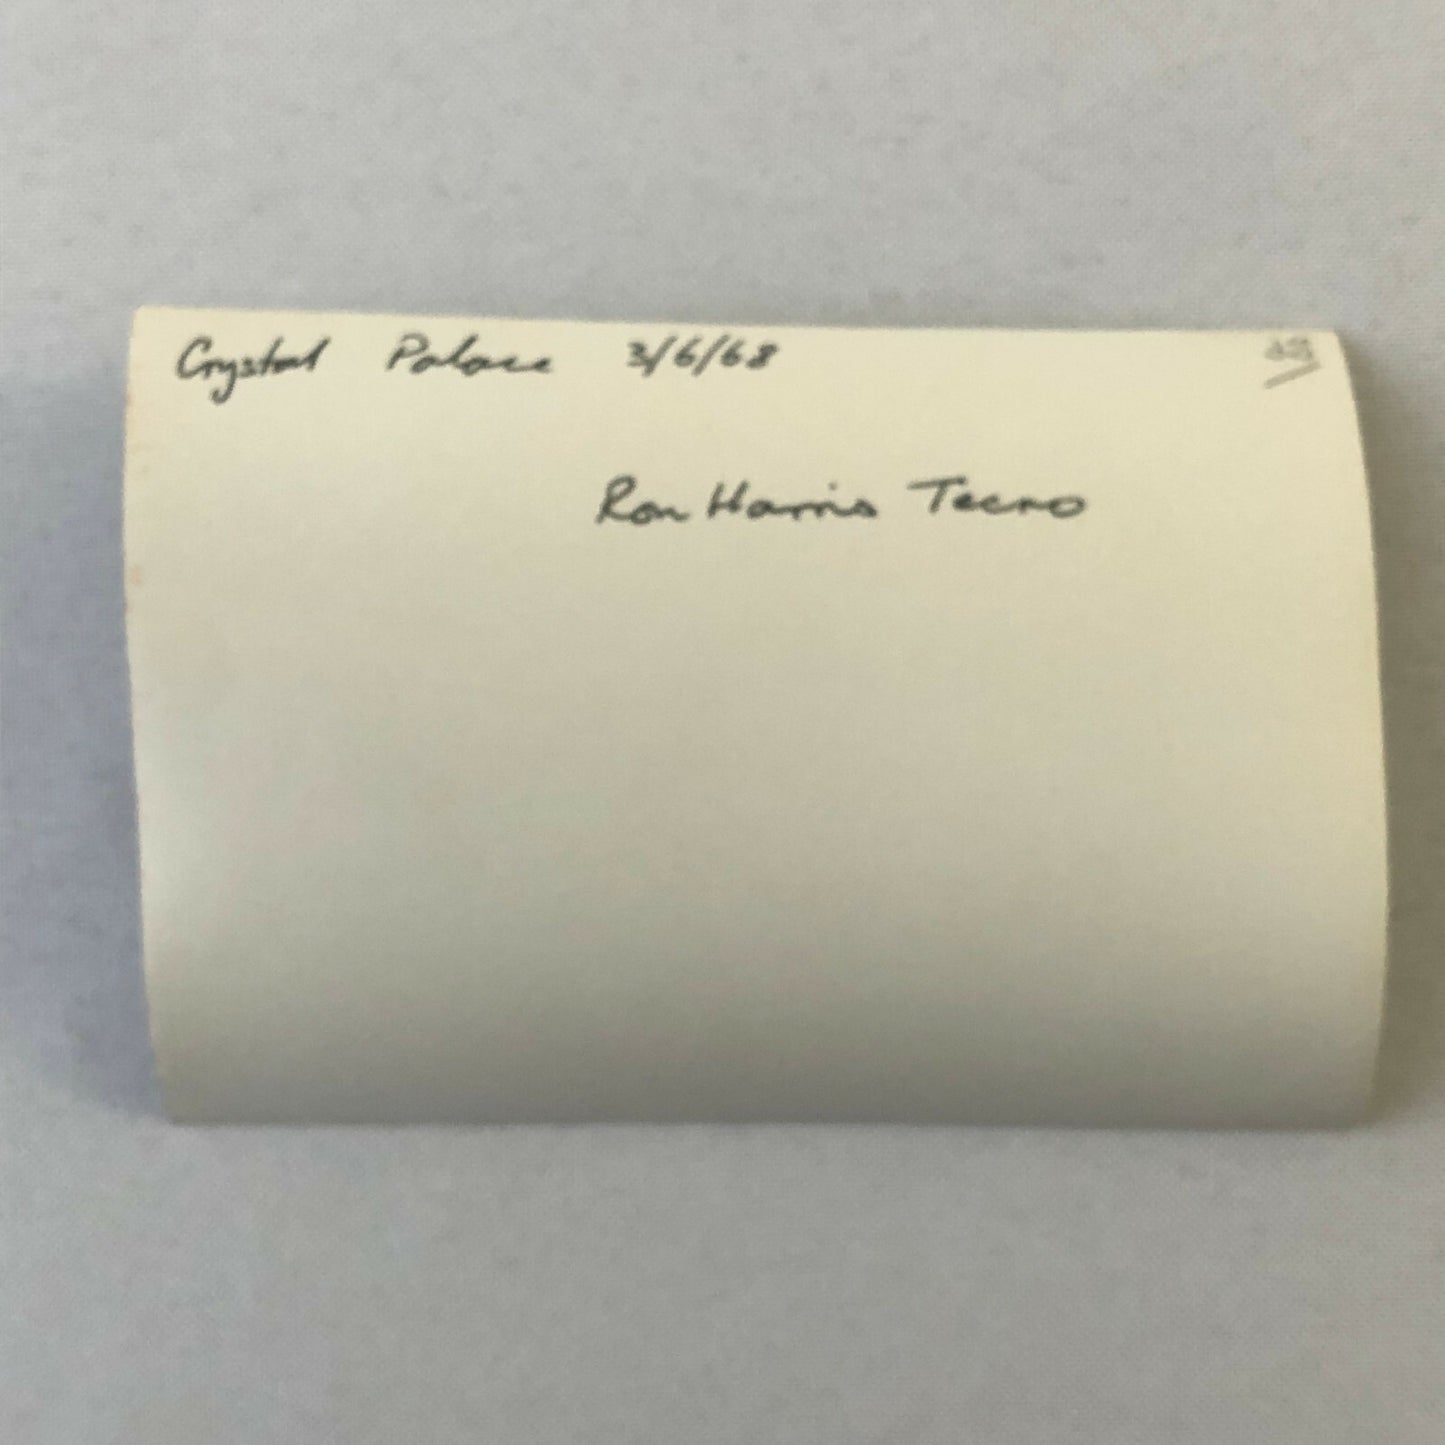 Crystal Palace 3/6/68
Ron Harris Tecno